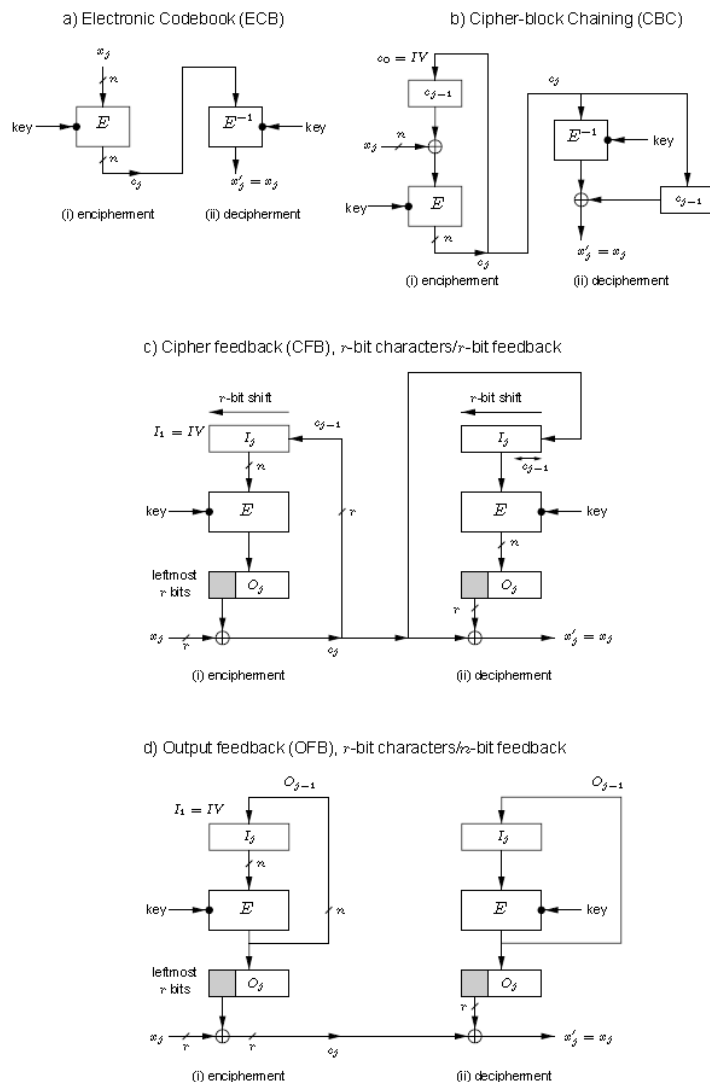 a) Electronic Codebook (ECB)
x_j
n
key
E
n
c_j
E^{-1}
key
x'_j = x_j
(i) encipherment
(ii) decipherment
b) Cipher-block Chaining (CBC)
c_0 = IV
c_{j-1}
n
x_j
key
E
n
c_j
c_j
E^{-1}
key
c_{j-1}
x'_j = x_j
(i) encipherment
(ii) decipherment
c) Cipher feedback (CFB), r-bit characters/r-bit feedback
r-bit shift
I_1 = IV
I_j
c_{j-1}
n
key
E
r
leftmost
r bits
O_j
x_j
r
c_j
(i) encipherment
r-bit shift
I_j
c_{j-1}
E
key
n
O_j
r
x'_j = x_j
(ii) decipherment
d) Output feedback (OFB), r-bit characters/n-bit feedback
O_{j-1}
I_1 = IV
I_j
n
key
E
n
leftmost
r bits
O_j
x_j
r
r
c_j
(i) encipherment
O_{j-1}
I_j
E
key
O_j
r
x'_j = x_j
(ii) decipherment